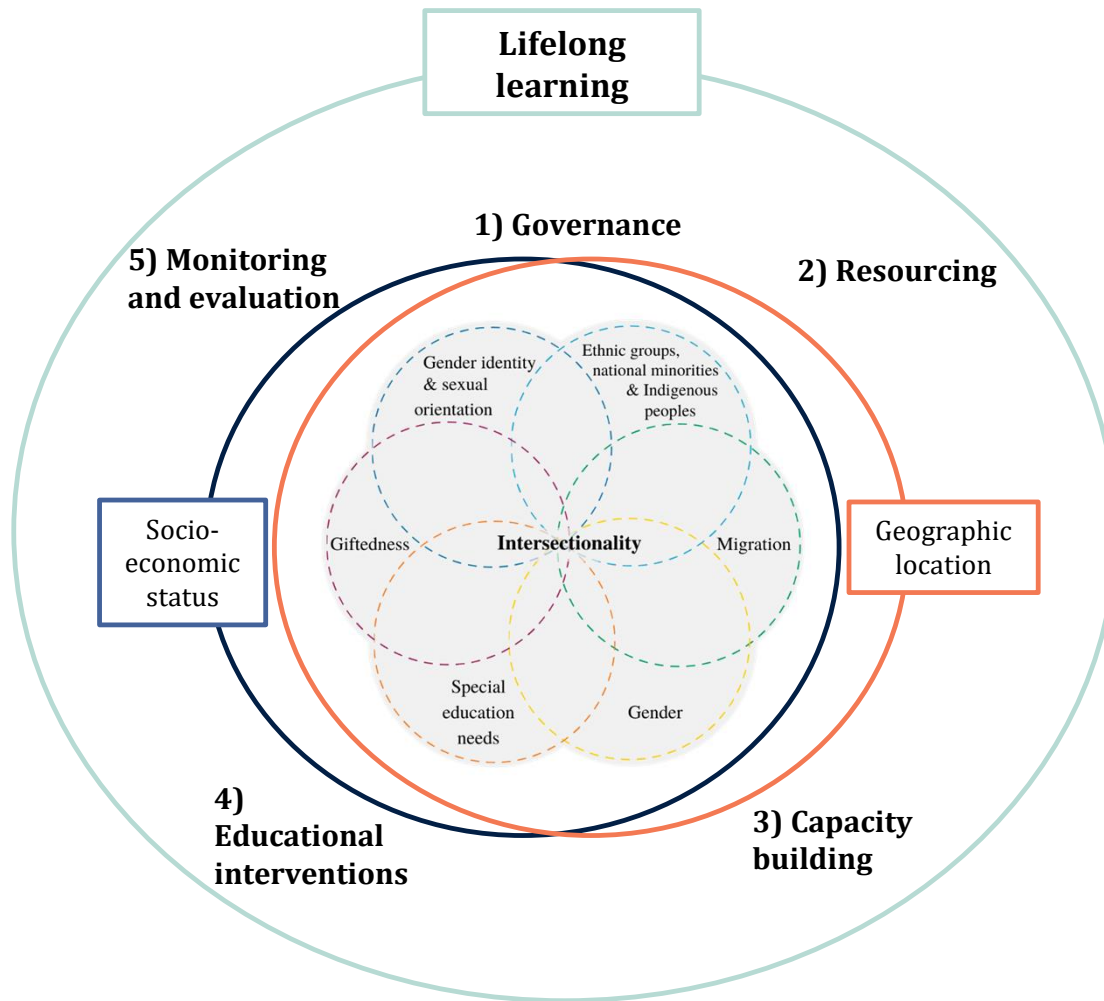 Lifelong
learning
1) Governance
5) Monitoring
and evaluation
2) Resourcing
Gender identity
& sexual
orientation
Ethnic groups,
national minorities
& Indigenous
peoples
Socio-
economic
status
Giftedness
Intersectionality
Migration
Geographic
location
Special
education
needs
Gender
4)
Educational
interventions
3) Capacity
building